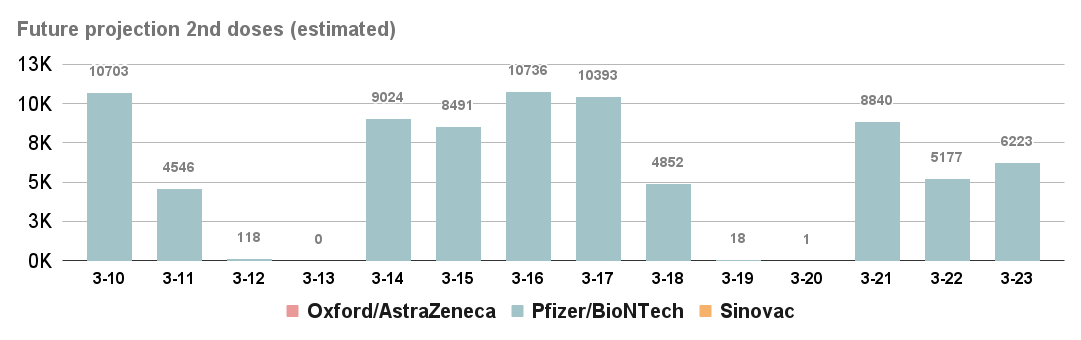 Future projection 2nd doses (estimated)
13K
10K
8K
5K
3K
0K
10703
4546
118
0
9024
8491
10736
10393
4852
18
1
8840
5177
6223
3-10 3-11 3-12 3-13 3-14 3-15 3-16 3-17 3-18 3-19 3-20 3-21 3-22 3-23
Oxford/AstraZeneca Pfizer/BioNTech Sinovac